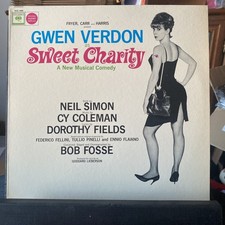 FRYER, CARR and HARRIS
GWEN VERDON
Sweet Charity
A New Musical Comedy
NEIL SIMON
CY COLEMAN
DOROTHY FIELDS
FEDERICO FELLINI, TULLIO PINELLI and ENNIO FLAIANO
BOB FOSSE